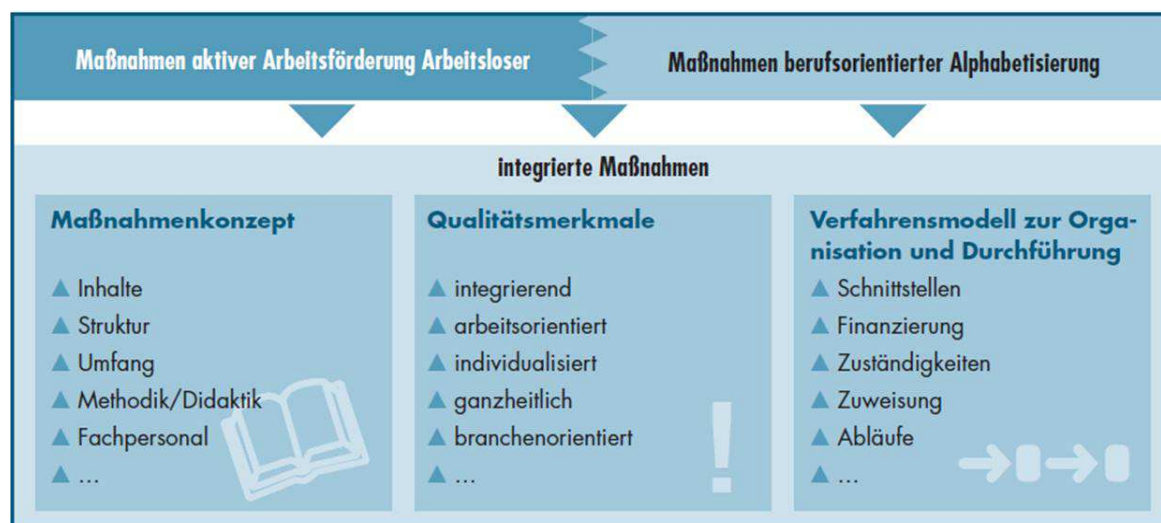 Maßnahmen aktiver Arbeitsförderung Arbeitsloser
Maßnahmen berufsorientierter Alphabetisierung
integrierte Maßnahmen
Maßnahmenkonzept
▲ Inhalte
▲ Struktur
▲ Umfang
▲ Methodik/Didaktik
▲ Fachpersonal
▲ ...
Qualitätsmerkmale
▲ integrierend
▲ arbeitsorientiert
▲ individualisiert
▲ ganzheitlich
▲ branchenorientiert
▲ ...
!
Verfahrensmodell zur Orga-
nisation und Durchführung
▲ Schnittstellen
▲ Finanzierung
▲ Zuständigkeiten
▲ Zuweisung
▲ Abläufe
▲ ...